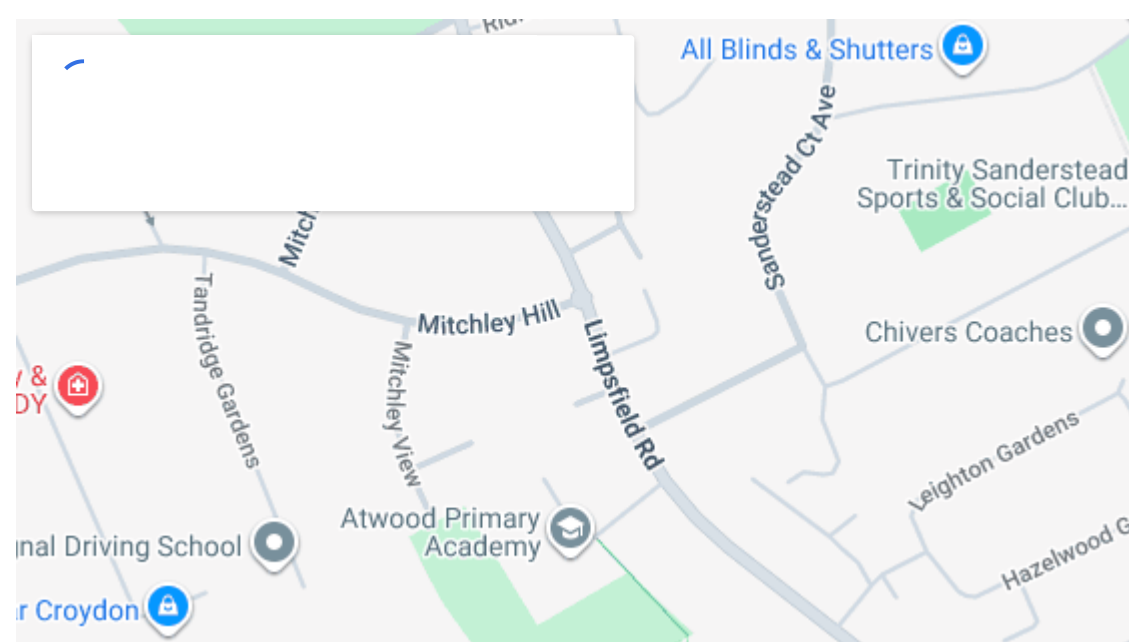 All Blinds & Shutters
Sanderstead Ct Ave
Trinity Sanderstead
Sports & Social Club...
Tandridge Gardens
Mitchley Hill
Limpsfield Rd
Chivers Coaches
Mitchley View
Leighton Gardens
Atwood Primary
Academy
Driving School
Hazelwood
Croydon